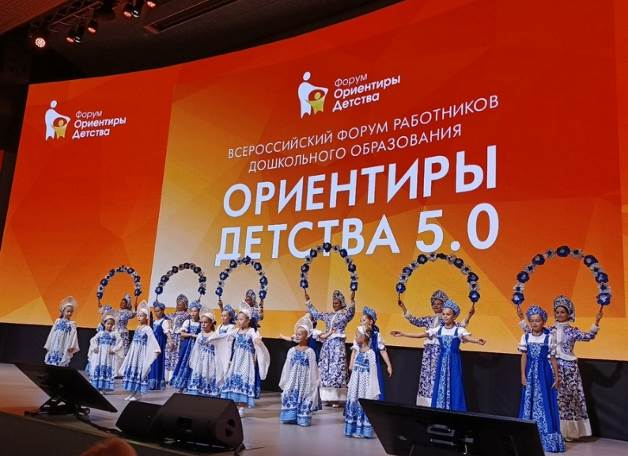 Форум
Ориентиры
Детства
Форум
Ориентиры
Детства
ВСЕРОССИЙСКИЙ ФОРУМ РАБОТНИКОВ
ДОШКОЛЬНОГО ОБРАЗОВАНИЯ
ОРИЕНТИРЫ
ДЕТСТВА 5.0